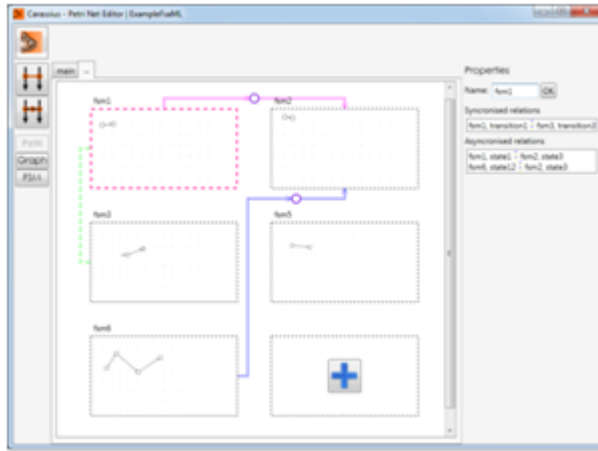 Carassius - Petri Net Editor | ExampleFsaML
main
Properties
fsm1
fsm2
Name: fsm1 OK
Syncronised relations
fsm1, transition1 - fsm3, transition3
Asyncronised relations
fsm1, state1 - fsm2, state3
fsm6, state12 - fsm2, state3
Petri
Graph
FSM
fsm3
fsm5
fsm6